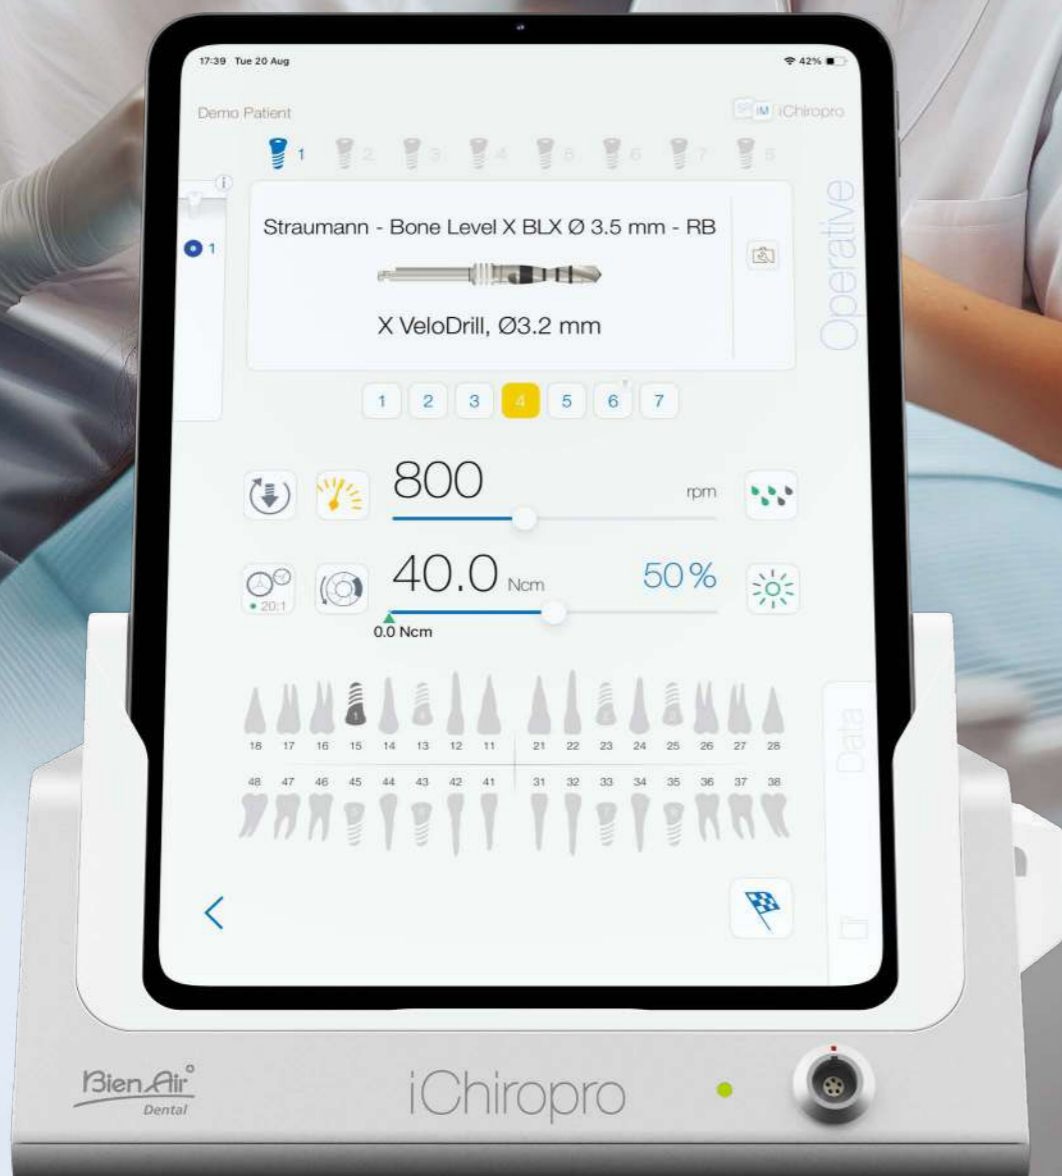 17:39 Tue 20 Aug
42%
Demo Patient
iM iChiropro
1 2 3 4 5 6 7 8
i
Straumann - Bone Level X BLX Ø 3.5 mm - RB
1
X VeloDrill, Ø3.2 mm
Operative
1 2 3 4 5 6 7
800 rpm
40.0 Ncm 50%
20:1
0.0 Ncm
1
18 17 16 15 14 13 12 11 21 22 23 24 25 26 27 28
48 47 46 45 44 43 42 41 31 32 33 34 35 36 37 38
Data
Bien Air
Dental
iChiropro